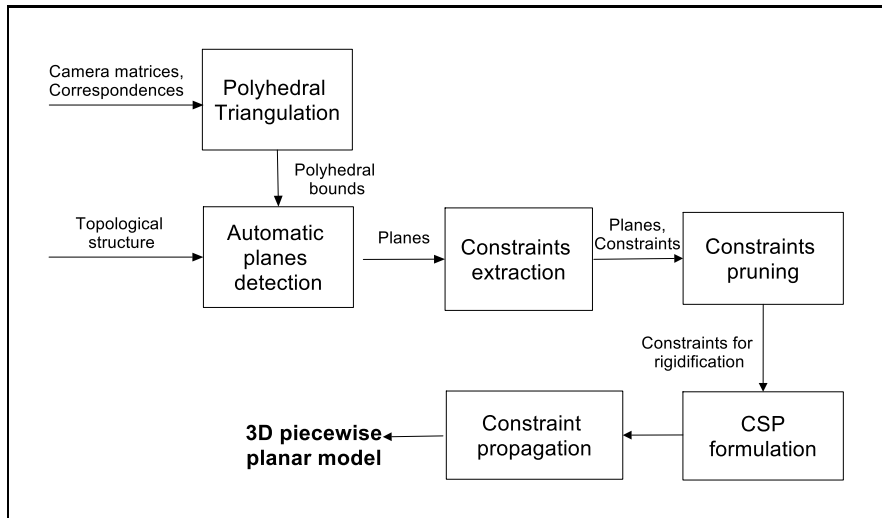 Camera matrices,
Correspondences
Polyhedral
Triangulation
Polyhedral
bounds
Topological
structure
Automatic
planes
detection
Planes
Constraints
extraction
Planes,
Constraints
Constraints
pruning
Constraints for
rigidification
CSP
formulation
Constraint
propagation
3D piecewise
planar model